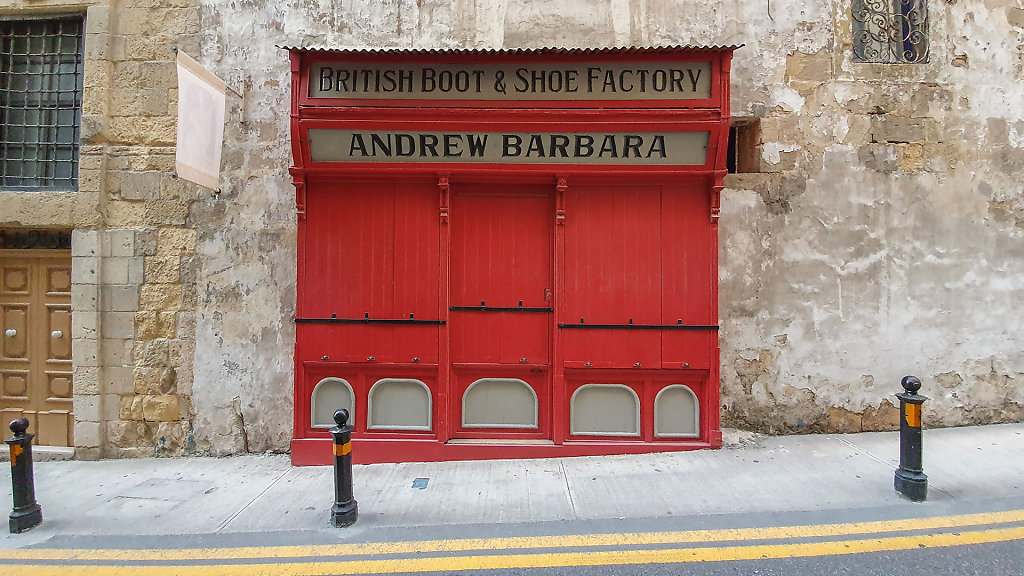 BRITISH BOOT & SHOE FACTORY
ANDREW BARBARA